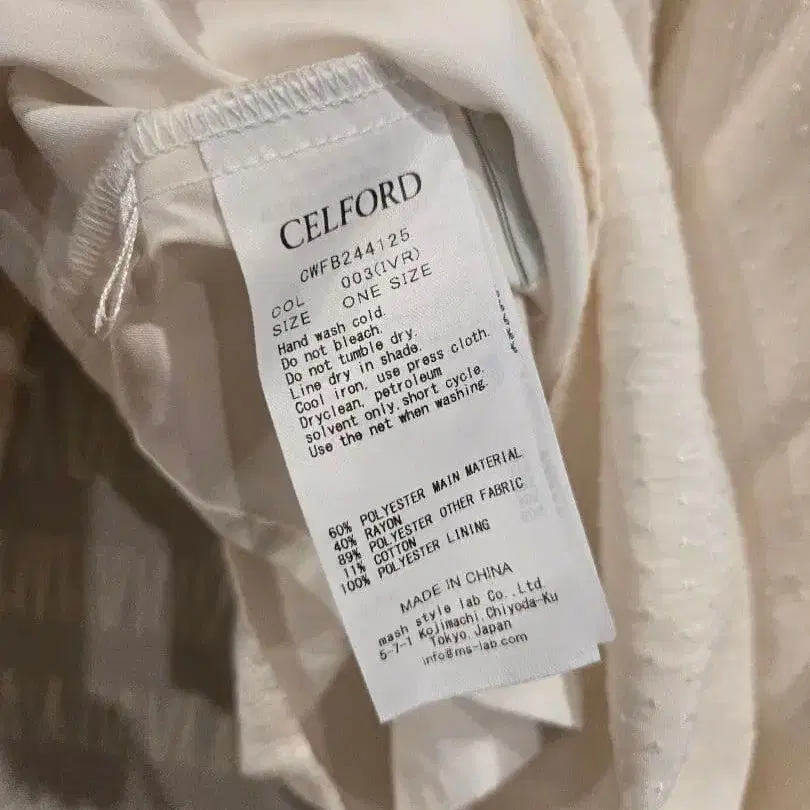 CELFORD
CWFB244125
COL 003(IVR)
SIZE ONE SIZE
Hand wash cold.
Do not bleach.
Do not tumble dry.
Line dry in shade.
Cool iron, use press cloth.
Dryclean, petroleum
solvent only,short cycle.
Use the net when washing.
60% POLYESTER MAIN MATERIAL
40% RAYON
89% POLYESTER OTHER FABRIC
11% COTTON
100% POLYESTER LINING
MADE IN CHINA
mash style lab Co.,Ltd.
5-7-1 Kojimachi,Chiyoda-Ku
Tokyo,Japan
info@ms-lab.com